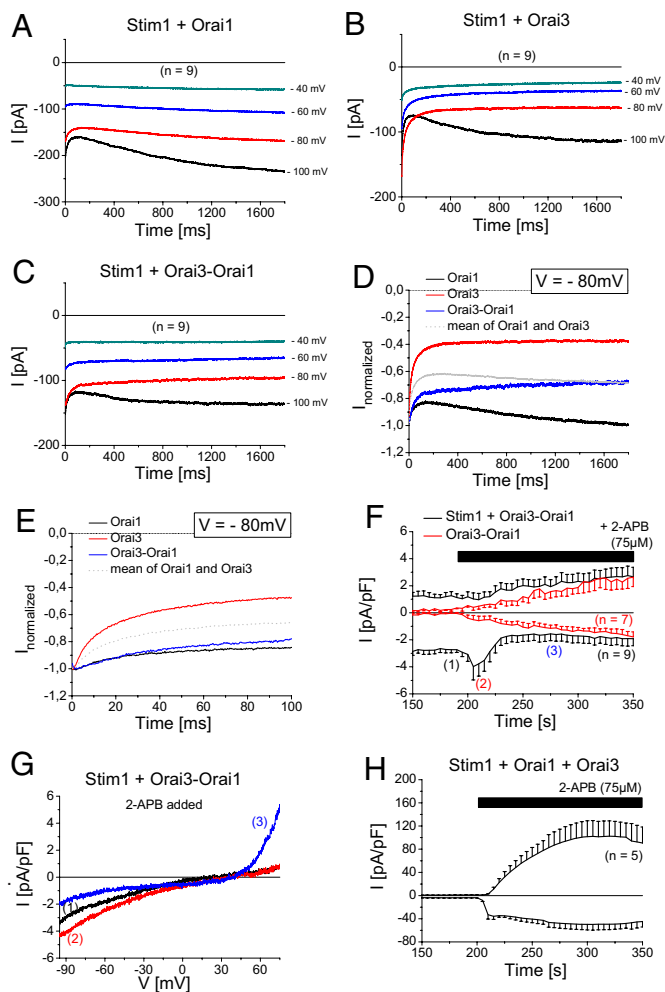 A
Stim1 + Orai1
(n = 9)
0
-100
-200
-300
I [pA]
- 40 mV
- 60 mV
- 80 mV
- 100 mV
0 400 800 1200 1600
Time [ms]
B
Stim1 + Orai3
(n = 9)
0
-50
-100
-150
-200
I [pA]
- 40 mV
- 60 mV
- 80 mV
- 100 mV
0 400 800 1200 1600
Time [ms]
C
Stim1 + Orai3-Orai1
(n = 9)
0
-100
-200
I [pA]
- 40 mV
- 60 mV
- 80 mV
- 100 mV
0 400 800 1200 1600
Time [ms]
D
V = - 80mV
Orai1
Orai3
Orai3-Orai1
mean of Orai1 and Orai3
0,0
-0,2
-0,4
-0,6
-0,8
-1,0
-1,2
Inormalized
0 400 800 1200 1600
Time [ms]
E
V = - 80mV
Orai1
Orai3
Orai3-Orai1
mean of Orai1 and Orai3
0,0
-0,2
-0,4
-0,6
-0,8
-1,0
-1,2
Inormalized
0 20 40 60 80 100
Time [ms]
F
Stim1 + Orai3-Orai1
Orai3-Orai1
+ 2-APB
(75µM)
6
4
2
0
-2
-4
-6
I [pA/pF]
(n = 7)
(n = 9)
(1)
(2)
(3)
150 200 250 300 350
Time [s]
G
Stim1 + Orai3-Orai1
2-APB added
6
4
2
0
-2
-4
-6
I [pA/pF]
(1)
(2)
(3)
-90 -60 -30 0 30 60
V [mV]
H
Stim1 + Orai1 + Orai3
2-APB (75µM)
160
120
80
40
0
-40
-80
I [pA/pF]
(n = 5)
150 200 250 300 350
Time [s]